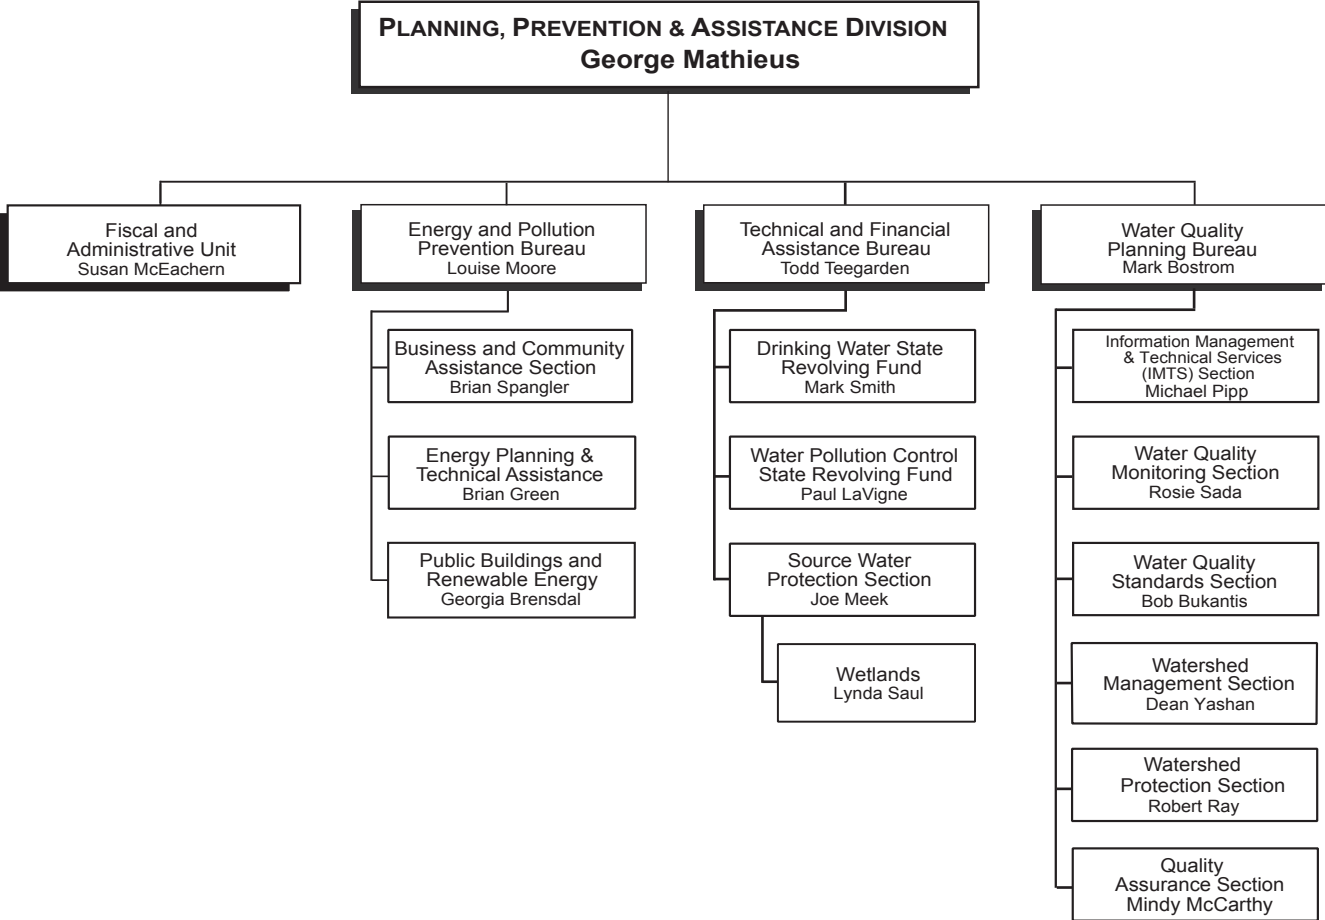 PLANNING, PREVENTION & ASSISTANCE DIVISION
George Mathieus
Fiscal and
Administrative Unit
Susan McEachern
Energy and Pollution
Prevention Bureau
Louise Moore
Business and Community
Assistance Section
Brian Spangler
Energy Planning &
Technical Assistance
Brian Green
Public Buildings and
Renewable Energy
Georgia Brensdal
Technical and Financial
Assistance Bureau
Todd Teegarden
Drinking Water State
Revolving Fund
Mark Smith
Water Pollution Control
State Revolving Fund
Paul LaVigne
Source Water
Protection Section
Joe Meek
Wetlands
Lynda Saul
Water Quality
Planning Bureau
Mark Bostrom
Information Management
& Technical Services
(IMTS) Section
Michael Pipp
Water Quality
Monitoring Section
Rosie Sada
Water Quality
Standards Section
Bob Bukantis
Watershed
Management Section
Dean Yashan
Watershed
Protection Section
Robert Ray
Quality
Assurance Section
Mindy McCarthy